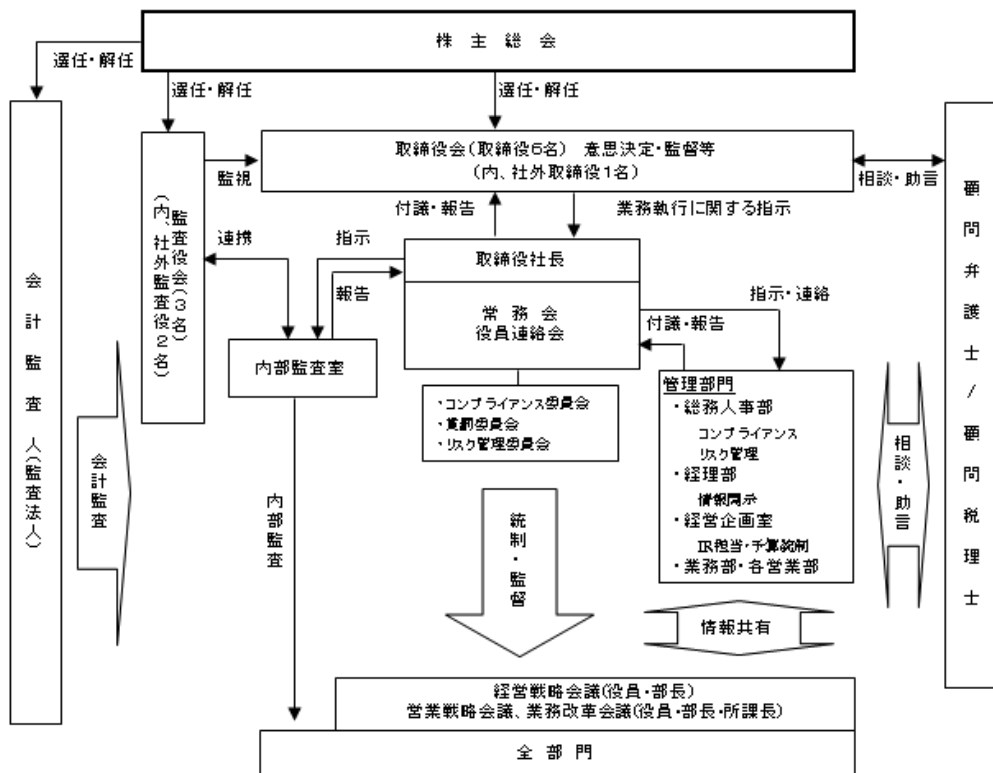 株主総会
選任・解任
選任・解任
選任・解任
取締役会(取締役6名) 意思決定・監督等
(内、社外取締役1名)
監視
相談・助言
付議・報告
業務執行に関する指示
監査役会(3名)
(内、社外監査役2名)
連携
指示
報告
取締役社長
常務会
役員連絡会
指示・連絡
付議・報告
内部監査室
・コンプライアンス委員会
・賞罰委員会
・リスク管理委員会
管理部門
・総務人事部
コンプライアンス
リスク管理
・経理部
情報開示
・経営企画室
IR担当・予算統制
・業務部・各営業部
会計監査人(監査法人)
会計監査
内部監査
統制・監督
相談・助言
顧問弁護士/顧問税理士
情報共有
経営戦略会議(役員・部長)
営業戦略会議、業務改革会議(役員・部長・所課長)
全部門